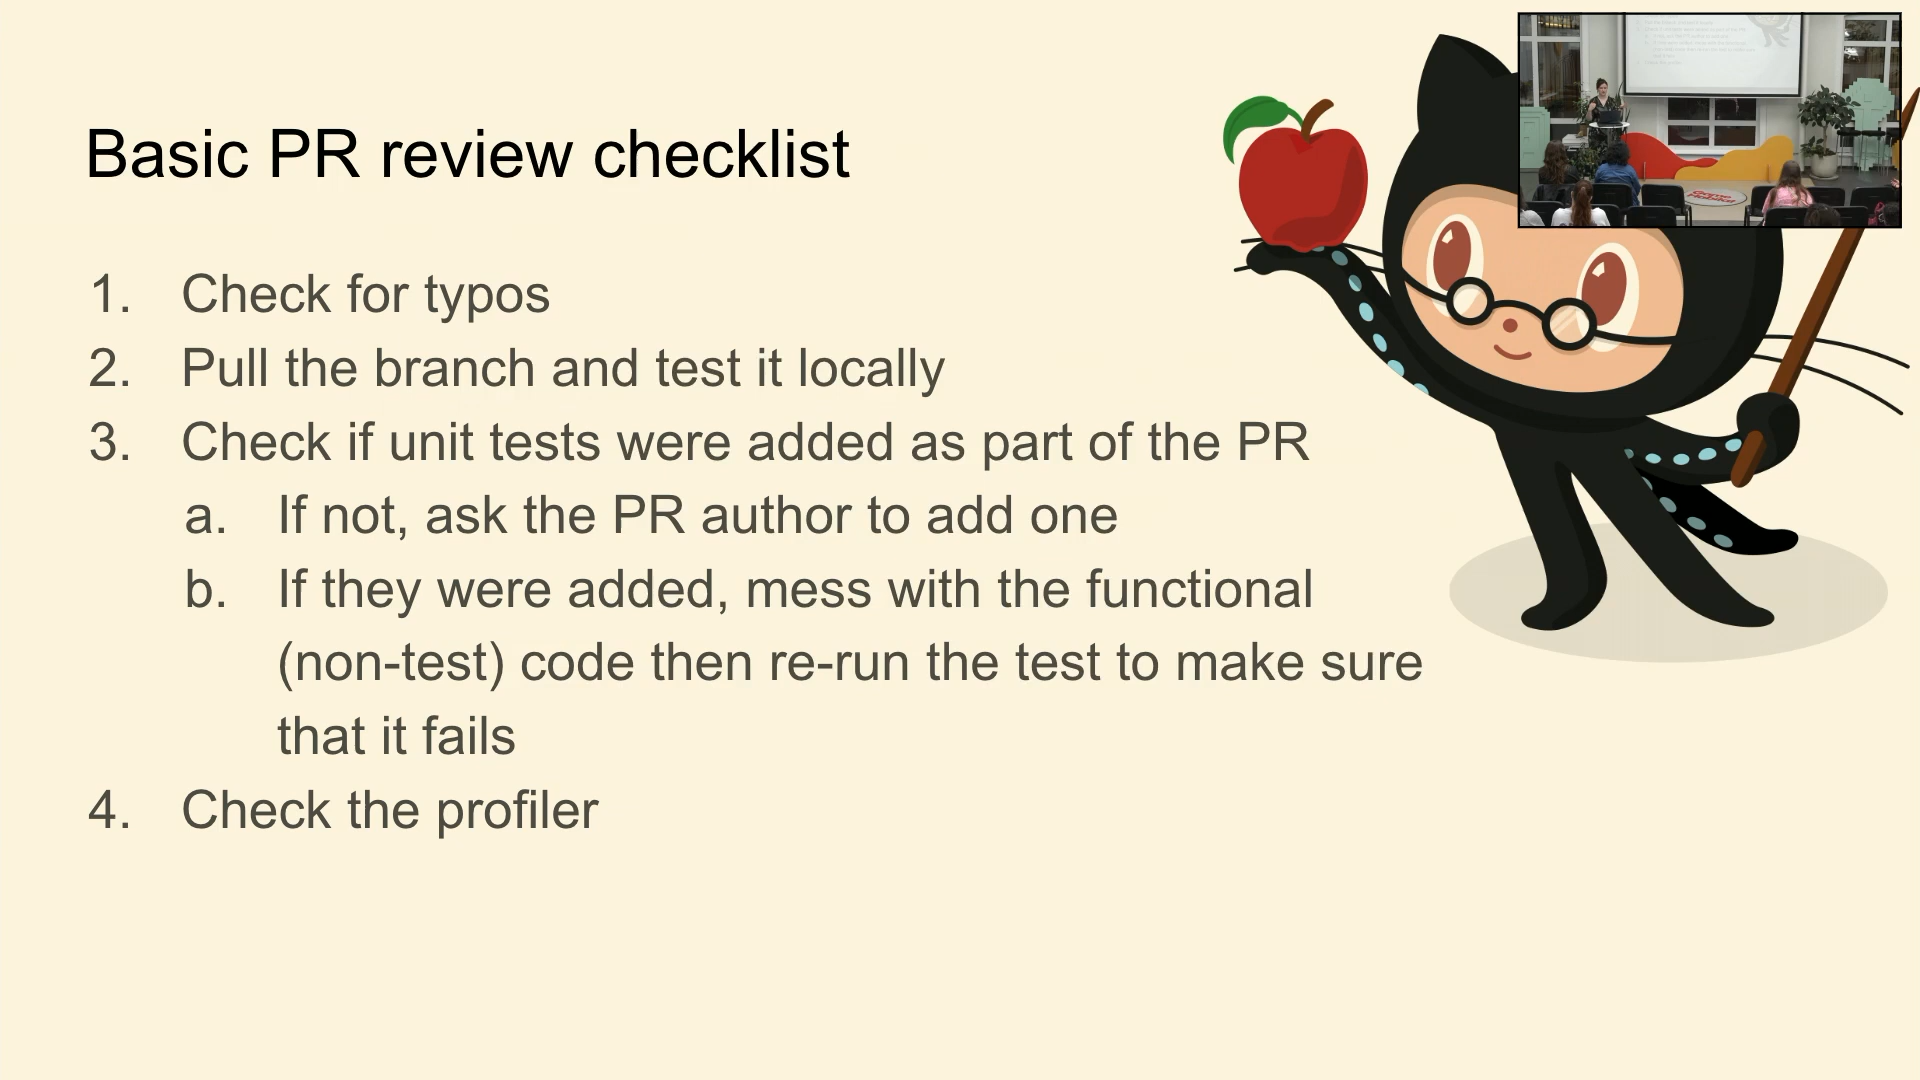 Basic PR review checklist
1. Check for typos
2. Pull the branch and test it locally
3. Check if unit tests were added as part of the PR
a. If not, ask the PR author to add one
b. If they were added, mess with the functional
(non-test) code then re-run the test to make sure
that it fails
4. Check the profiler